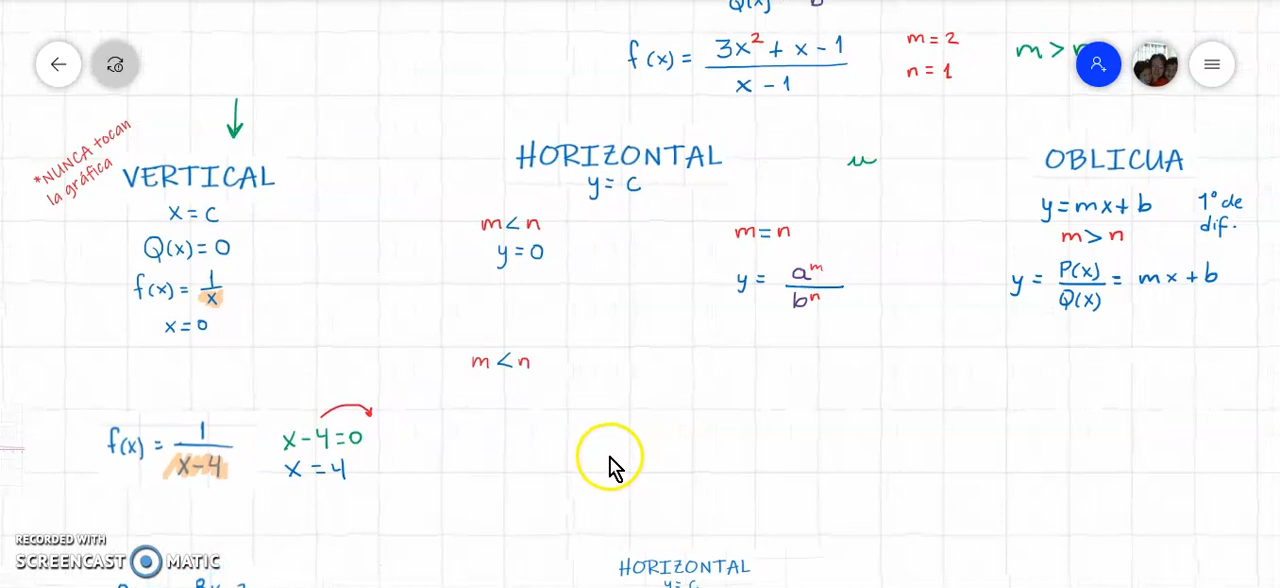 Q(x) b
f(x) = 3x² + x - 1 / x - 1
m = 2
n = 1
m >
*NUNCA tocan
la gráfica
VERTICAL
x = c
Q(x) = 0
f(x) = 1 / x
x = 0
HORIZONTAL
y = c
m < n
y = 0
m = n
y = aᵐ / bⁿ
OBLICUA
y = mx + b 1° de
dif.
m > n
y = P(x) / Q(x) = mx + b
m < n
f(x) = 1 / x-4
x - 4 = 0
x = 4
RECORDED WITH
SCREENCAST MATIC
HORIZONTAL
y = c